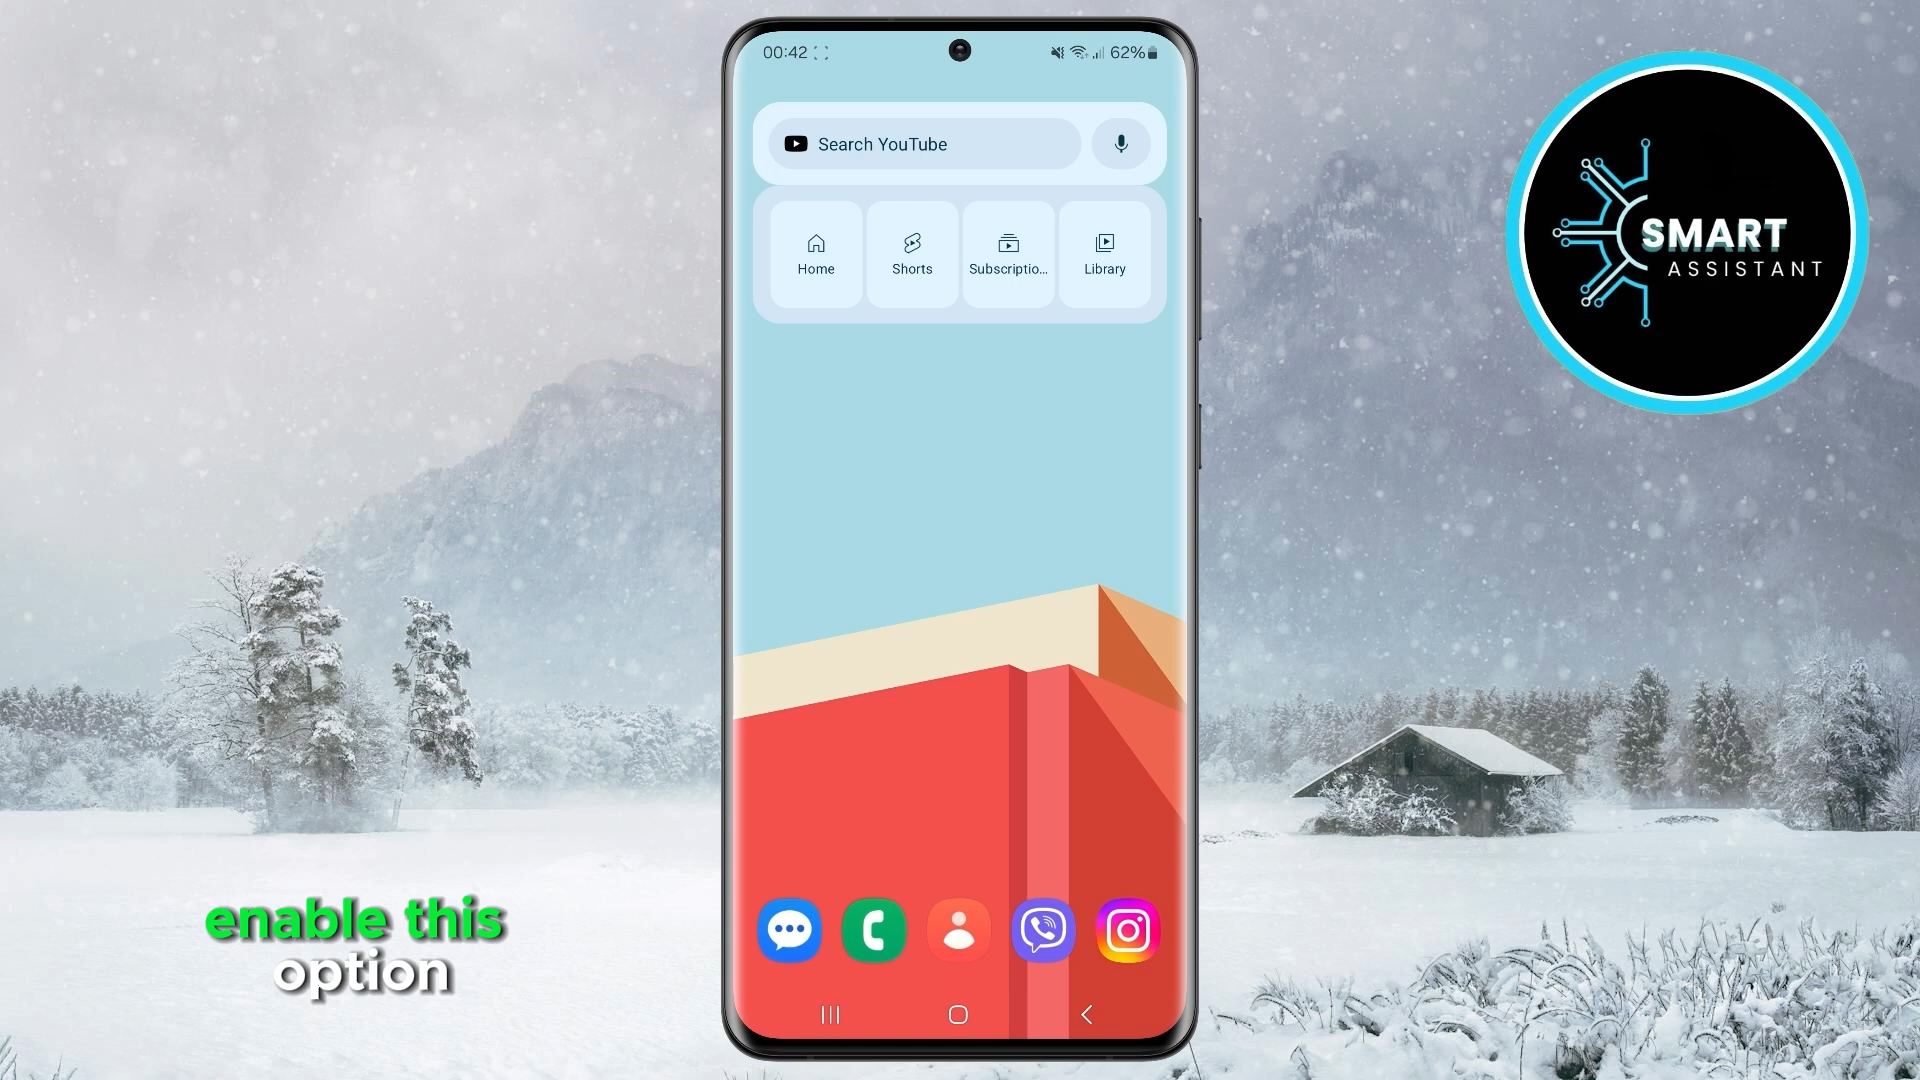 00:42
62%
Search YouTube
Home
Shorts
Subscriptio...
Library
SMART
ASSISTANT
enable this
option